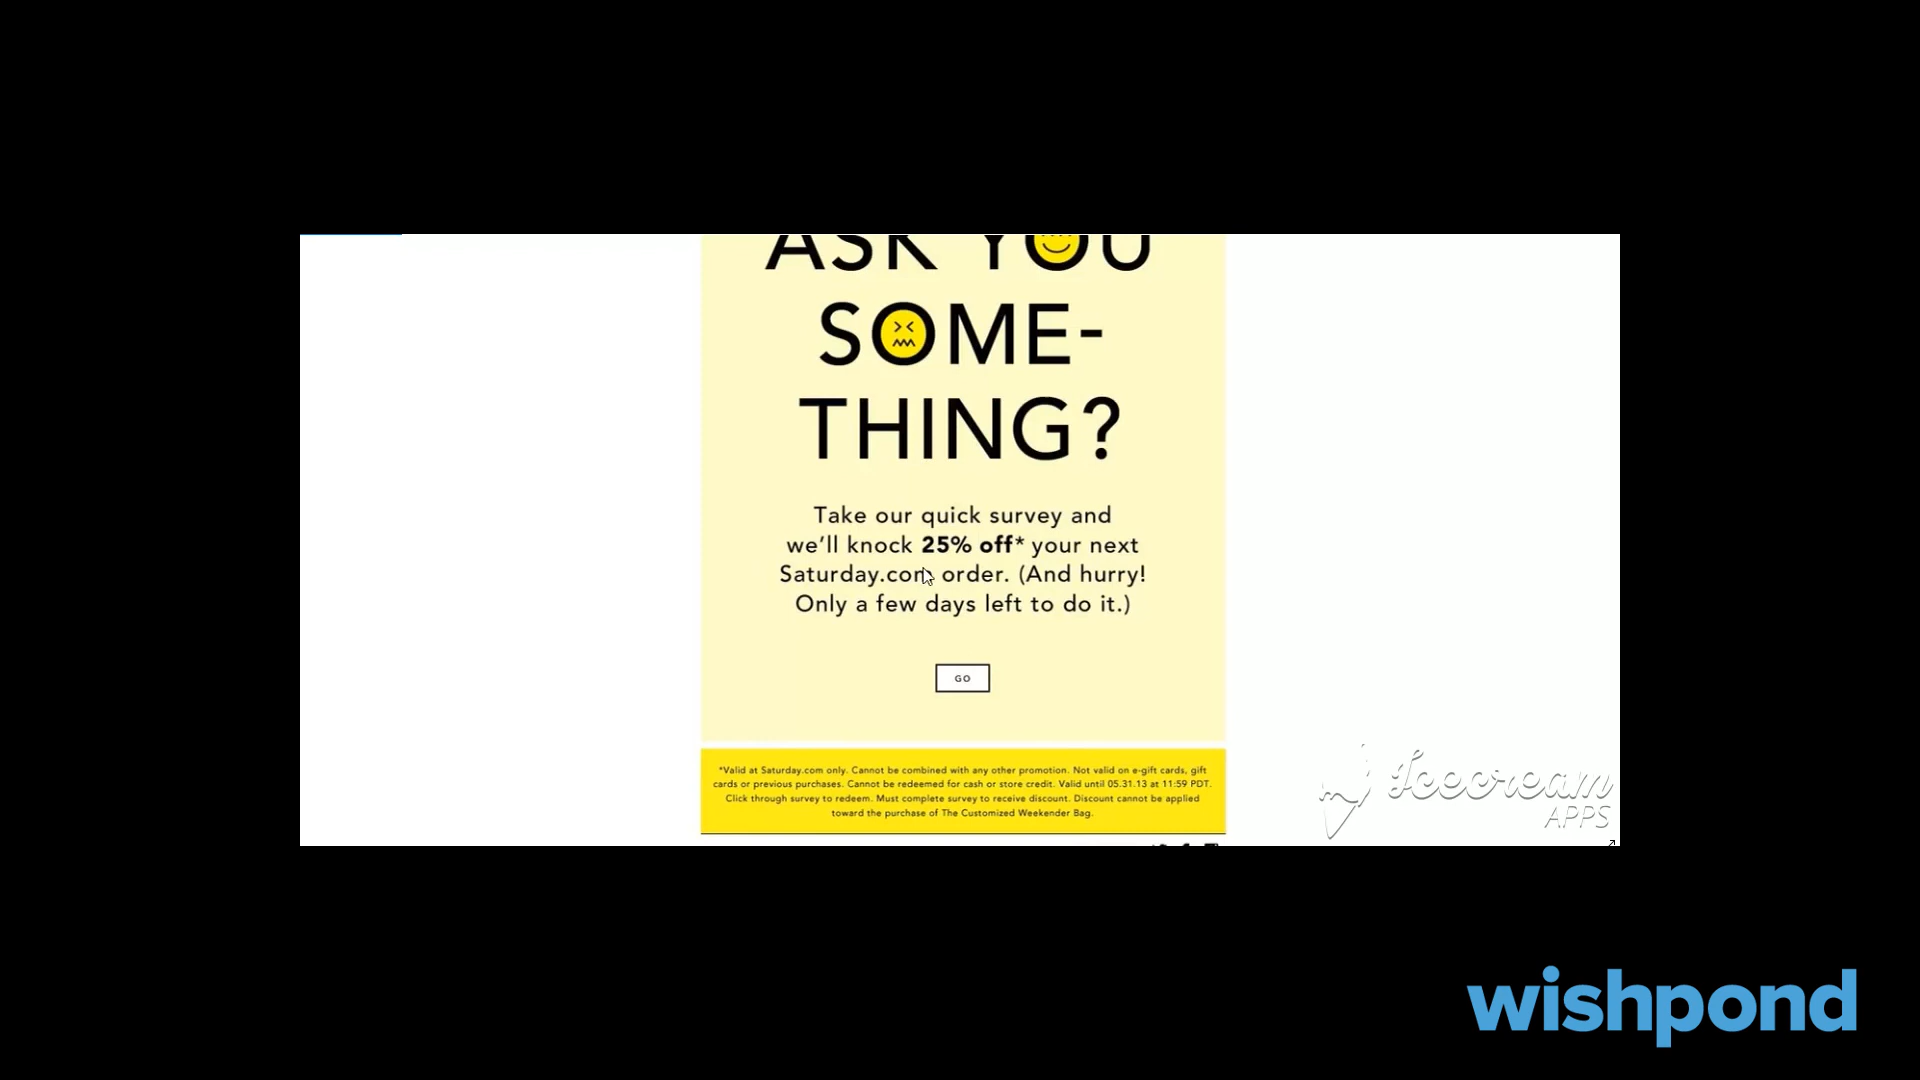 ASK YOU
SOME-
THING?
Take our quick survey and
we'll knock 25% off* your next
Saturday.com order. (And hurry!
Only a few days left to do it.)
GO
*Valid at Saturday.com only. Cannot be combined with any other promotion. Not valid on e-gift cards, gift
cards or previous purchases. Cannot be redeemed for cash or store credit. Valid until 05.31.13 at 11:59 PDT.
Click through survey to redeem. Must complete survey to receive discount. Discount cannot be applied
toward the purchase of The Customized Weekender Bag.
Icecream
APPS
wishpond